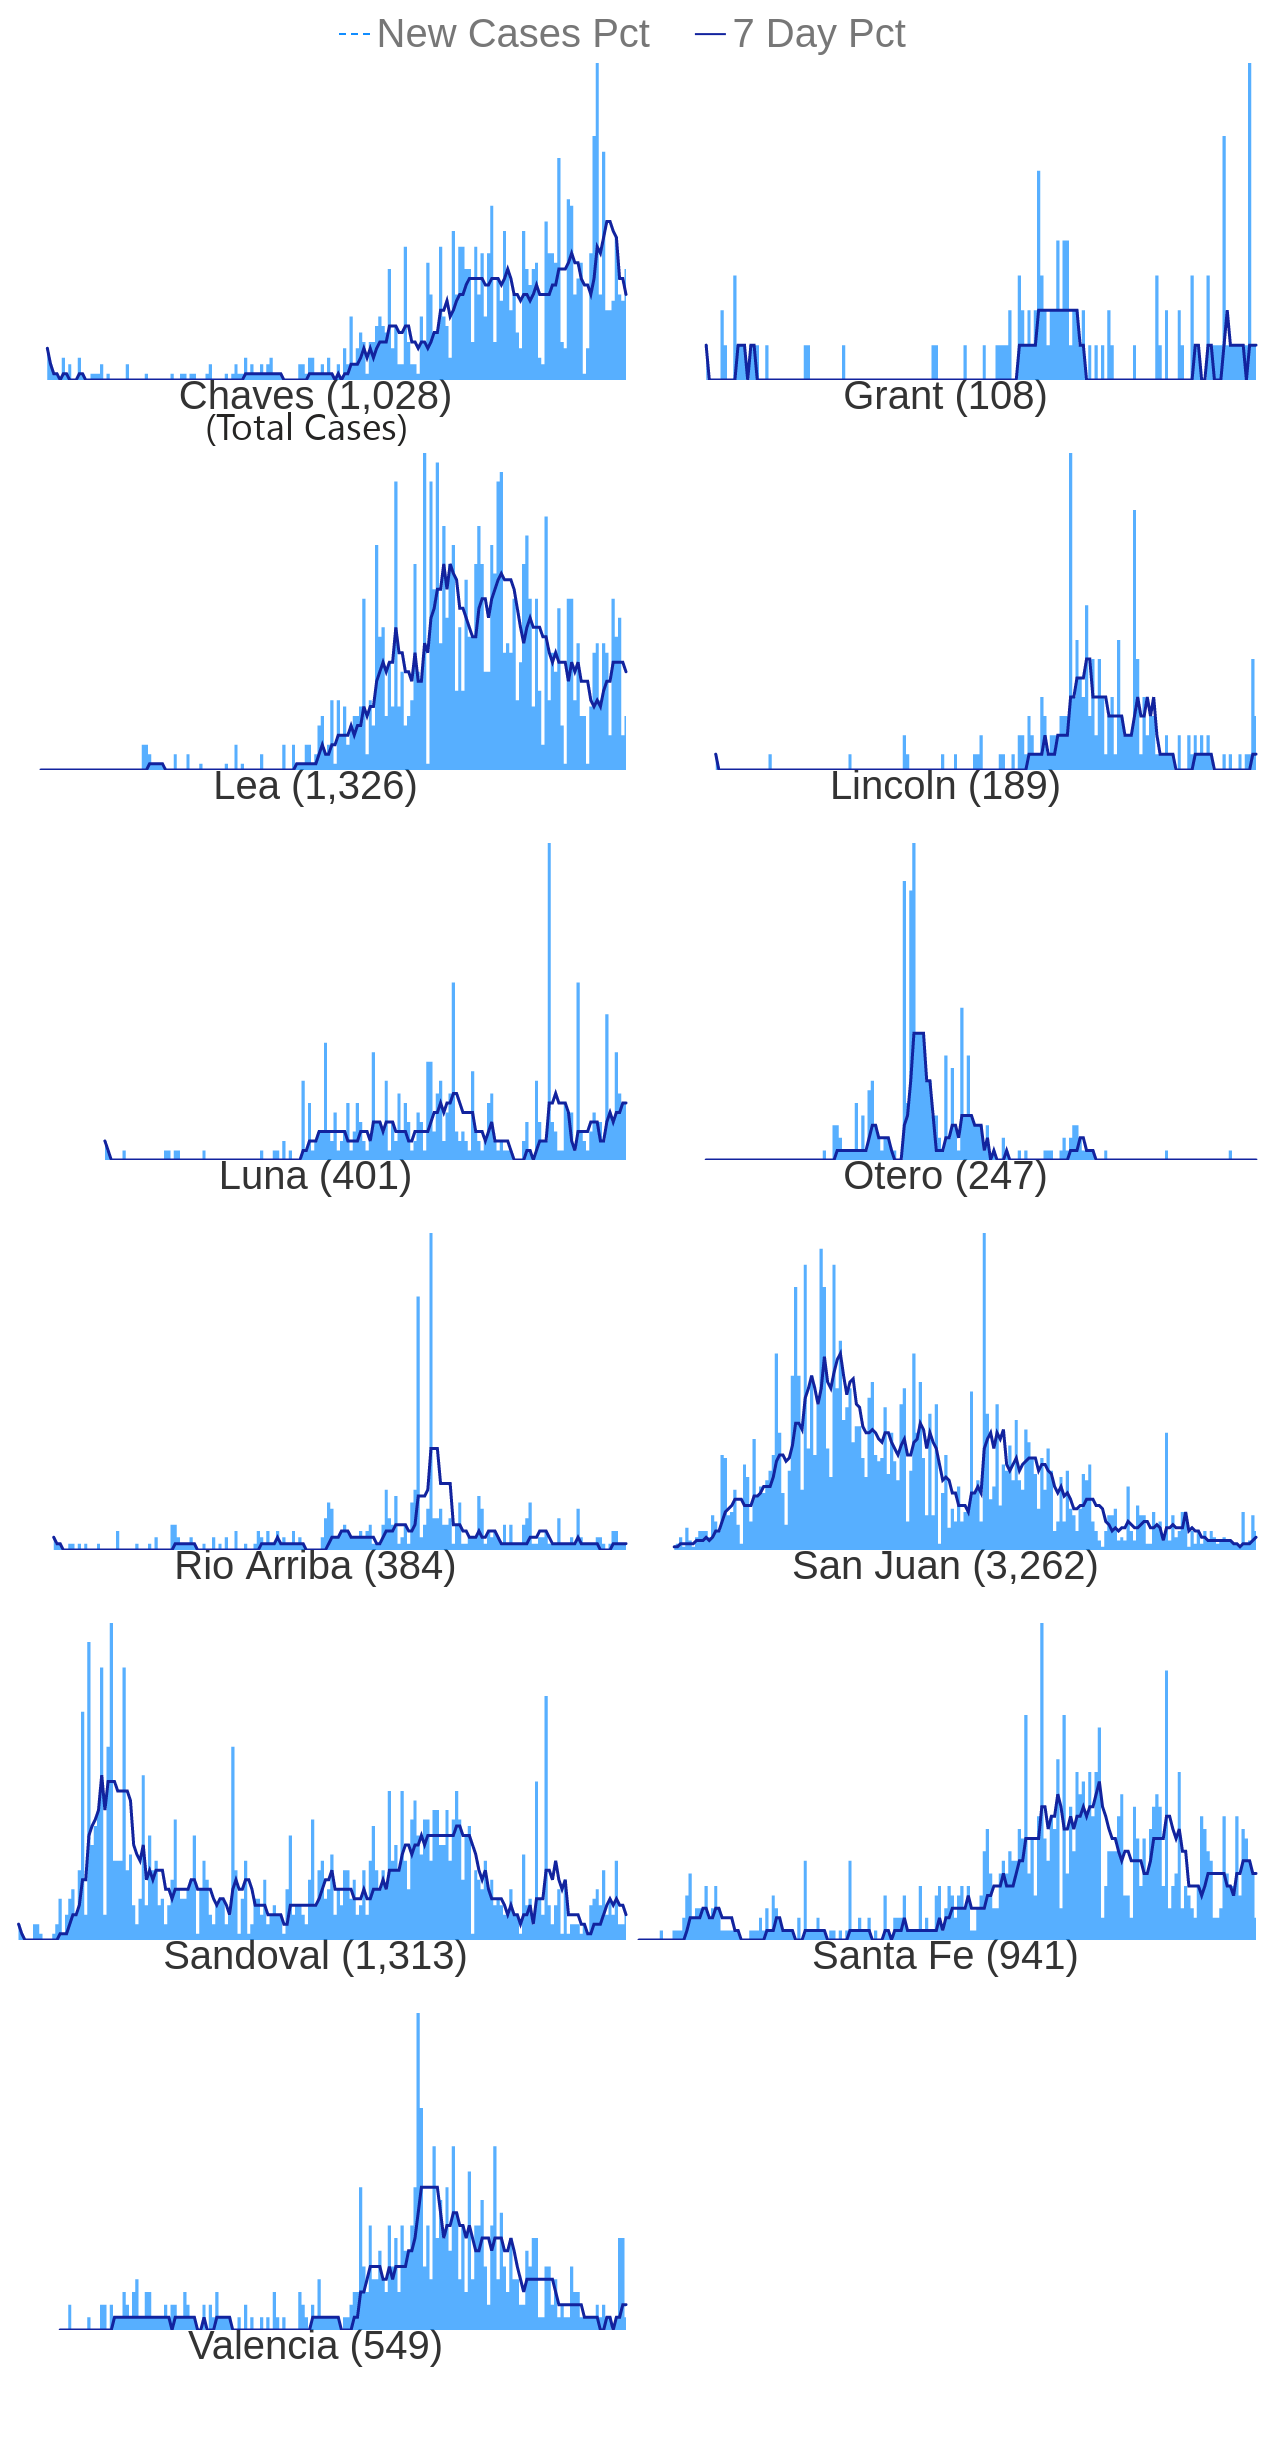 New Cases Pct 7 Day Pct
Chaves (1,028) Grant (108)
(Total Cases)
Lea (1,326) Lincoln (189)
Luna (401) Otero (247)
Rio Arriba (384) San Juan (3,262)
Sandoval (1,313) Santa Fe (941)
Valencia (549)